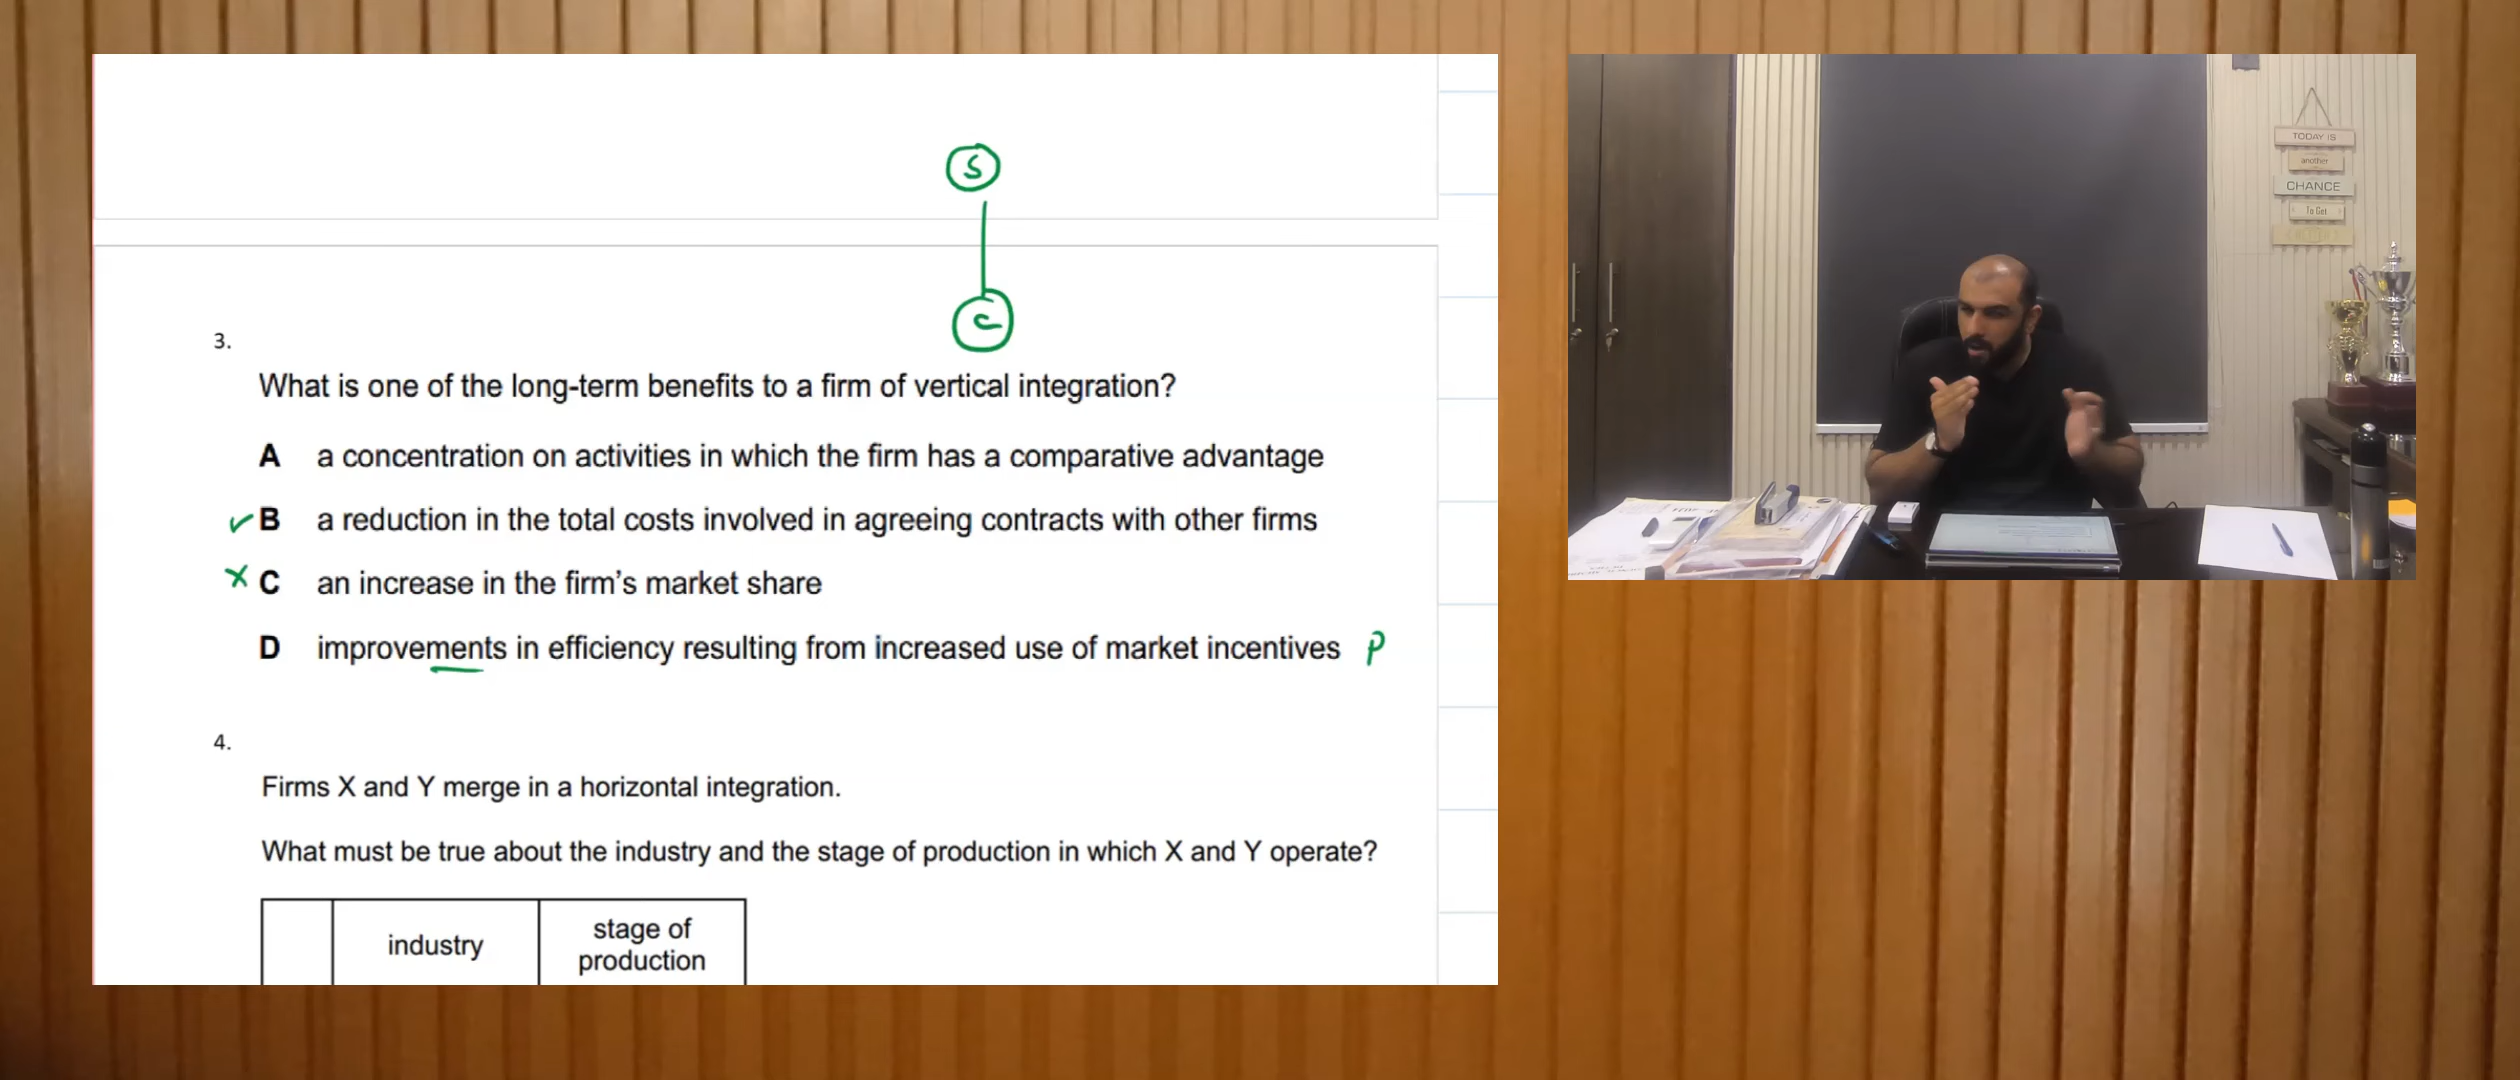 S
C
3.
What is one of the long-term benefits to a firm of vertical integration?
A a concentration on activities in which the firm has a comparative advantage
B a reduction in the total costs involved in agreeing contracts with other firms
C an increase in the firm's market share
D improvements in efficiency resulting from increased use of market incentives P
4.
Firms X and Y merge in a horizontal integration.
What must be true about the industry and the stage of production in which X and Y operate?
industry
stage of
production
TODAY IS
another
CHANCE
To Get